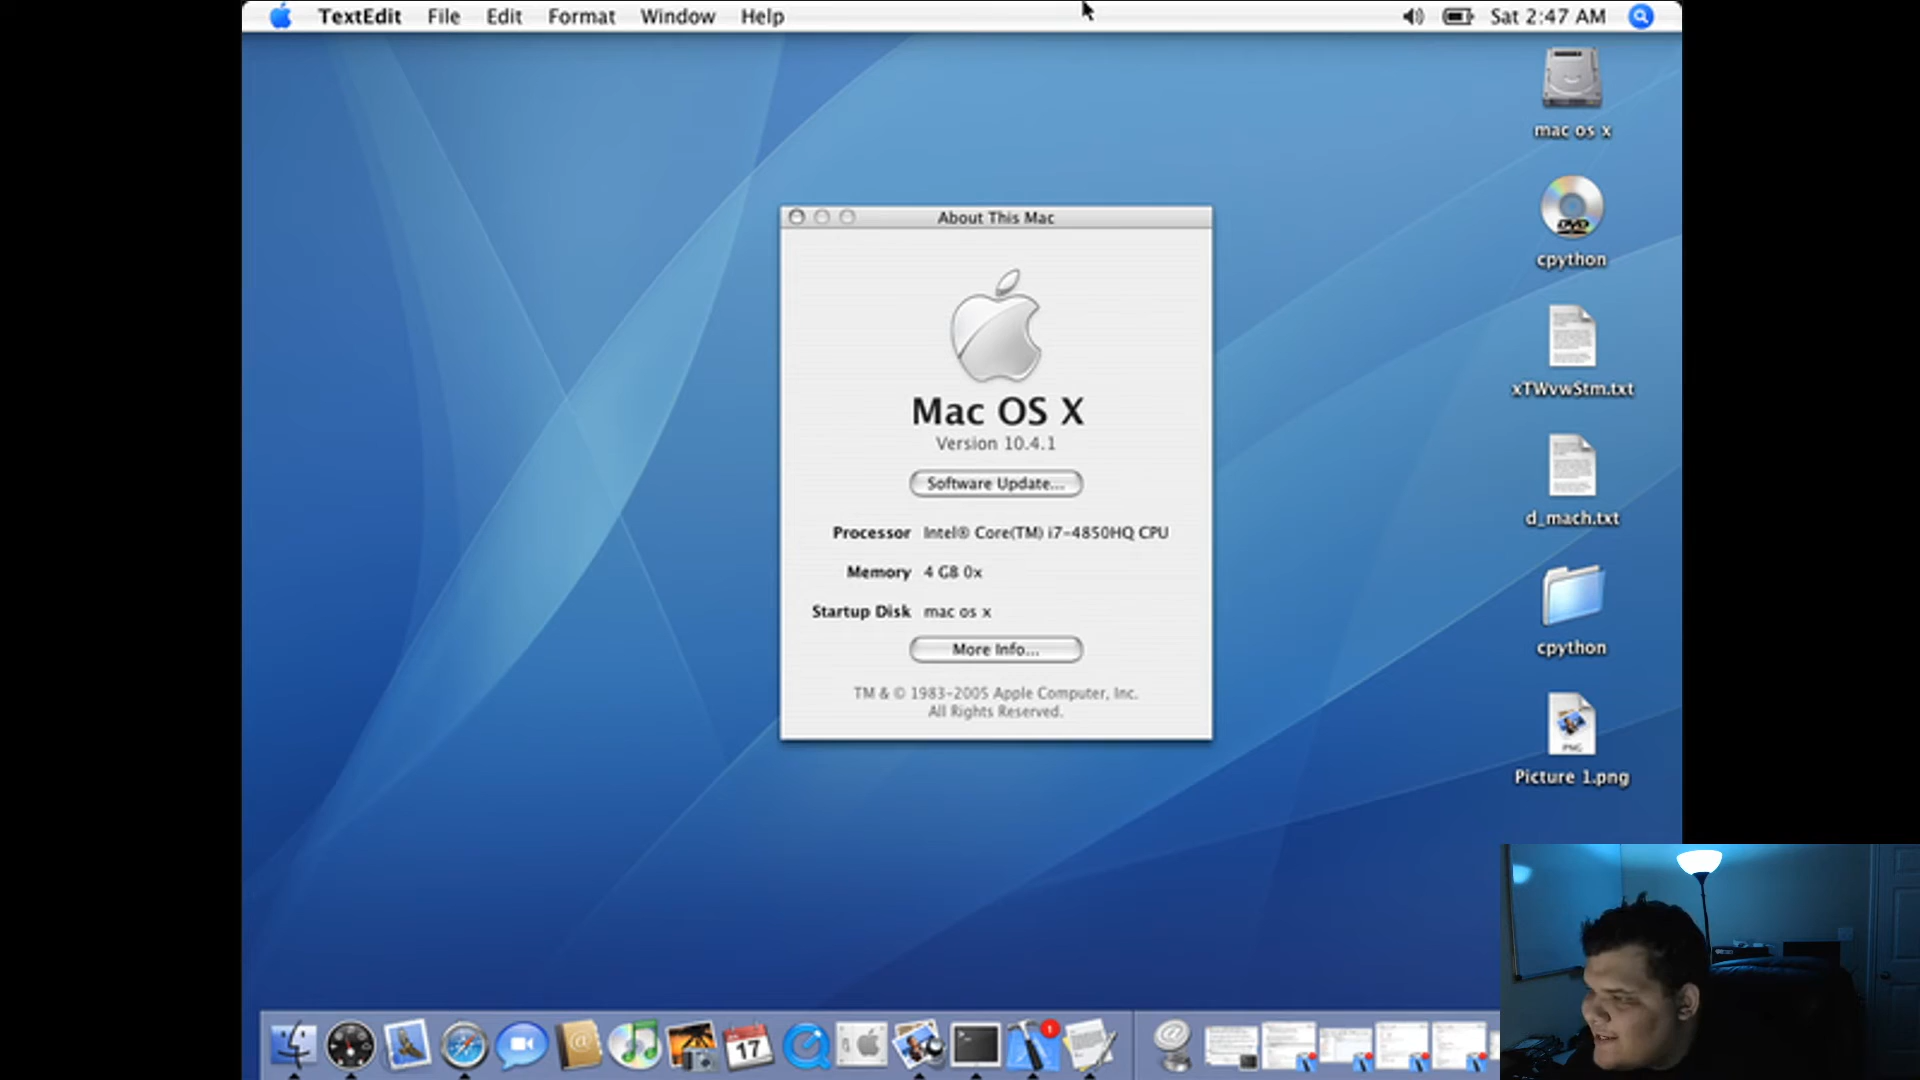 TextEdit File Edit Format Window Help Sat 2:47 AM
mac os x
cpython
xTWvwStm.txt
d_mach.txt
cpython
PNG
Picture 1.png
About This Mac
Mac OS X
Version 10.4.1
Software Update...
Processor Intel® Core(TM) i7-4850HQ CPU
Memory 4 GB 0x
Startup Disk mac os x
More Info...
TM & © 1983-2005 Apple Computer, Inc.
All Rights Reserved.
DVD
17
1